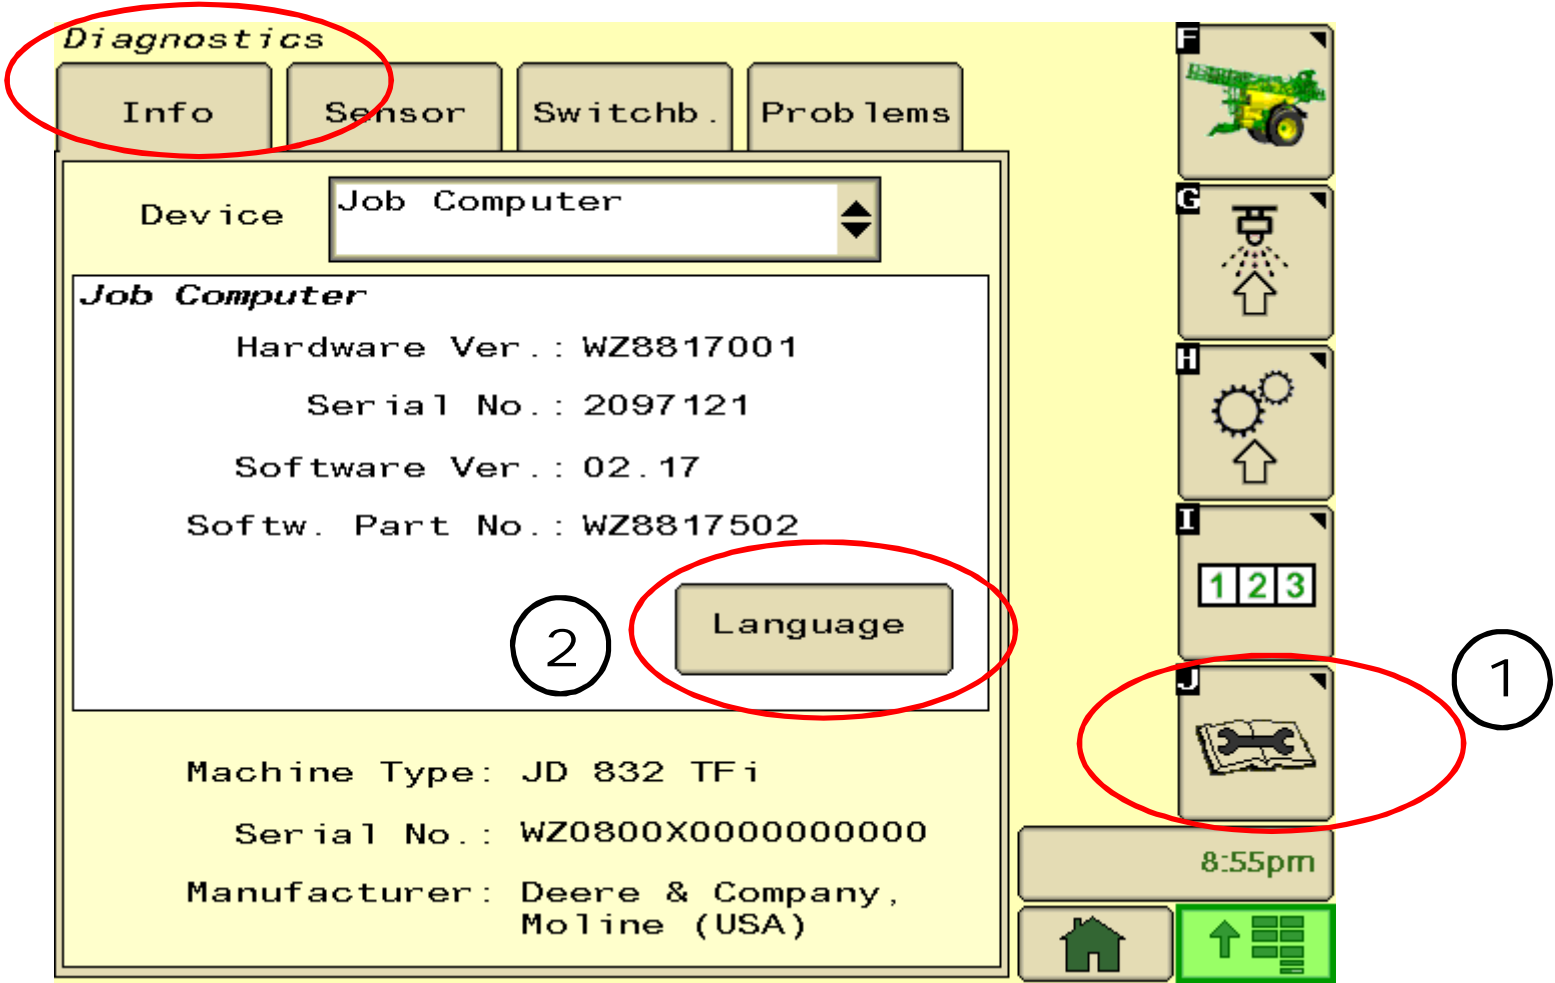 Diagnostics
Info
Sensor
Switchb.
Problems
Device
Job Computer
Job Computer
Hardware Ver.: WZ8817001
Serial No.: 2097121
Software Ver.: 02.17
Softw. Part No.: WZ8817502
2
Language
Machine Type: JD 832 TFi
Serial No.: WZ0800X0000000000
Manufacturer: Deere & Company,
Moline (USA)
F
G
H
I
1 2 3
J
1
8:55pm